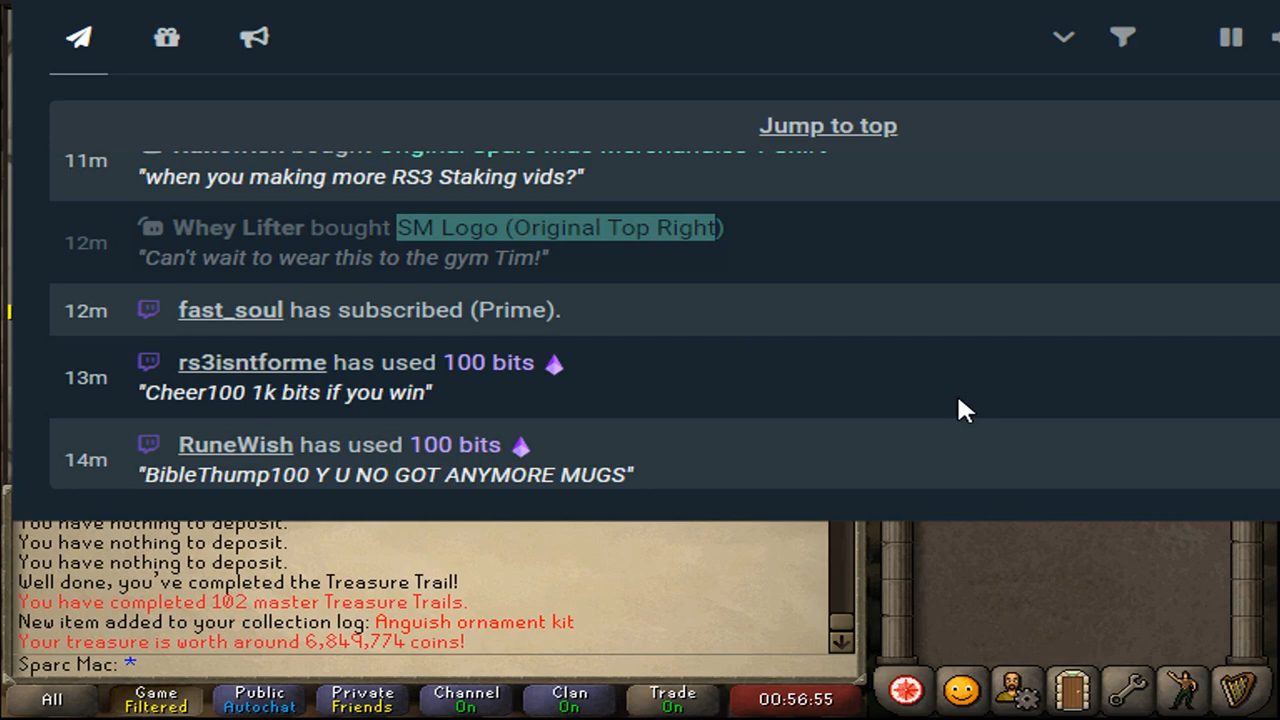 Jump to top
11m
"when you making more RS3 Staking vids?"
12m
Whey Lifter bought SM Logo (Original Top Right)
"Can't wait to wear this to the gym Tim!"
12m
fast_soul has subscribed (Prime).
13m
rs3isntforme has used 100 bits
"Cheer100 1k bits if you win"
14m
RuneWish has used 100 bits
"BibleThump100 Y U NO GOT ANYMORE MUGS"
You have nothing to deposit.
You have nothing to deposit.
You have nothing to deposit.
Well done, you've completed the Treasure Trail!
You have completed 102 master Treasure Trails.
New item added to your collection log: Anguish ornament kit
Your treasure is worth around 6,849,774 coins!
Sparc Mac: *
All
Game
Filtered
Public
Autochat
Private
Friends
Channel
On
Clan
On
Trade
On
00:56:55